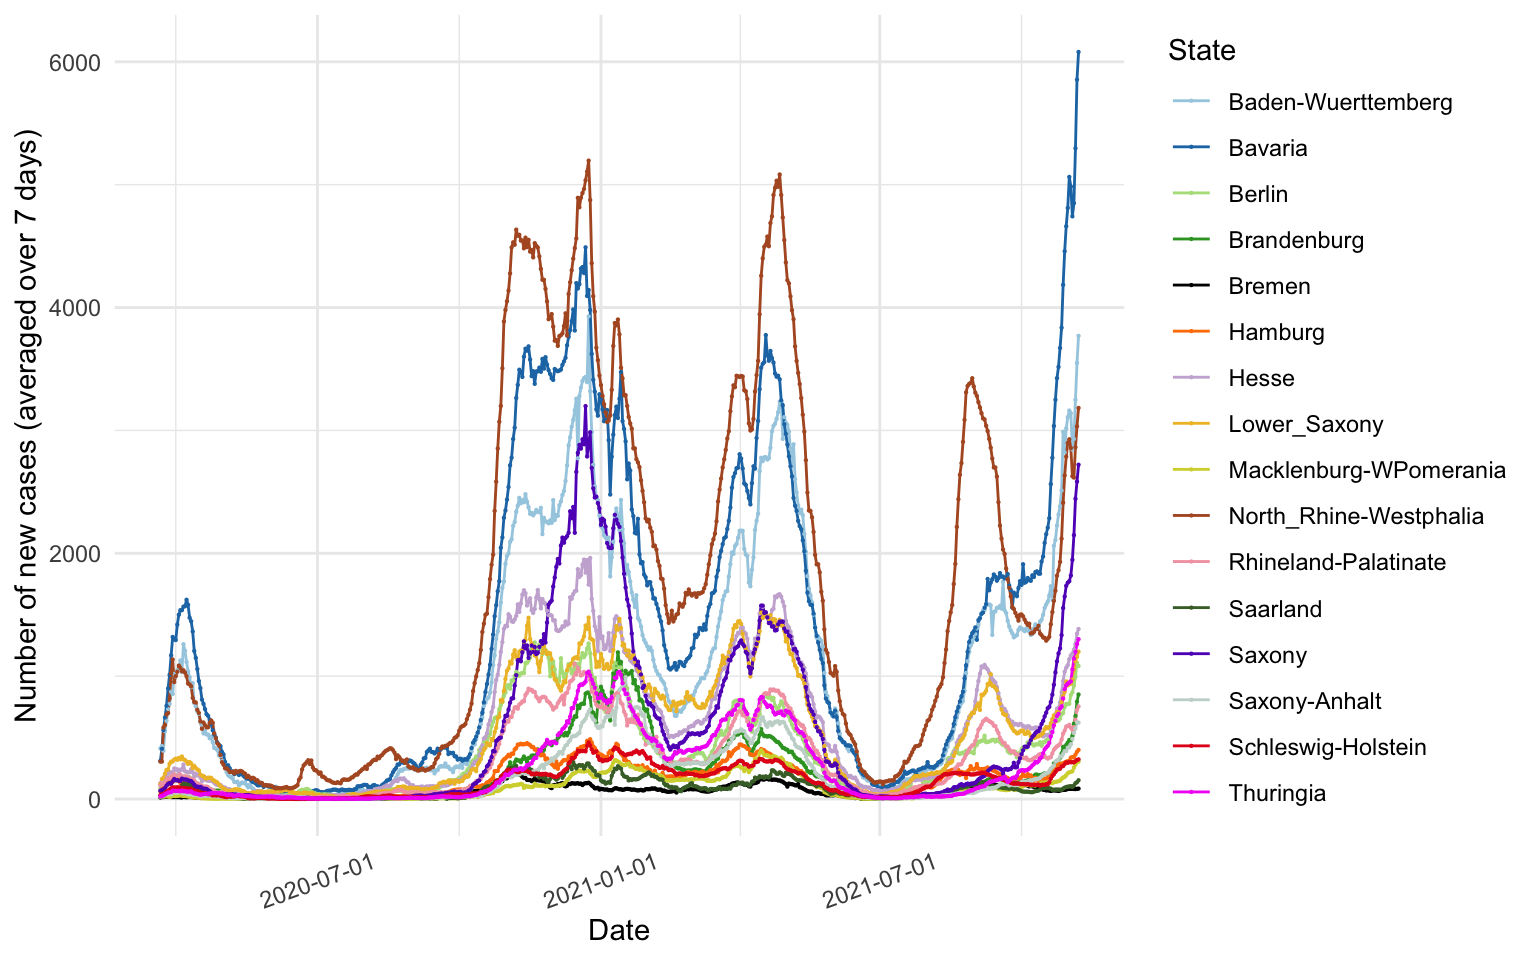 Number of new cases (averaged over 7 days)
6000
4000
2000
0
2020-07-01
2021-01-01
2021-07-01
Date
State
Baden-Wuerttemberg
Bavaria
Berlin
Brandenburg
Bremen
Hamburg
Hesse
Lower_Saxony
Macklenburg-WPomerania
North_Rhine-Westphalia
Rhineland-Palatinate
Saarland
Saxony
Saxony-Anhalt
Schleswig-Holstein
Thuringia